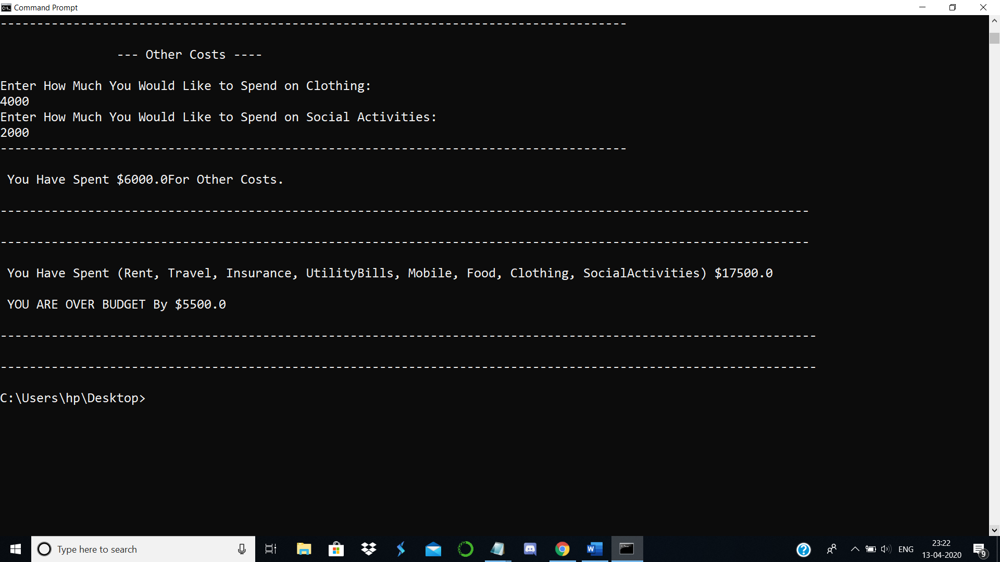 Command Prompt
-------------------------------------------------------------------------------------
--- Other Costs ----
Enter How Much You Would Like to Spend on Clothing:
4000
Enter How Much You Would Like to Spend on Social Activities:
2000
-------------------------------------------------------------------------------------
You Have Spent $6000.0For Other Costs.
---------------------------------------------------------------------------------------------------------------
---------------------------------------------------------------------------------------------------------------
You Have Spent (Rent, Travel, Insurance, UtilityBills, Mobile, Food, Clothing, SocialActivities) $17500.0
YOU ARE OVER BUDGET By $5500.0
----------------------------------------------------------------------------------------------------------------
----------------------------------------------------------------------------------------------------------------
C:\Users\hp\Desktop>
Type here to search
ENG
23:22
13-04-2020
9